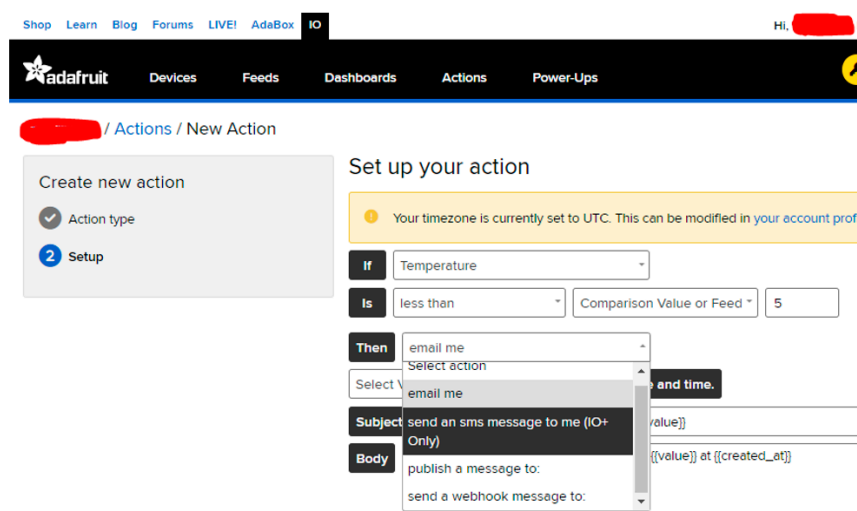 Shop Learn Blog Forums LIVE! AdaBox IO Hi,
adafruit Devices Feeds Dashboards Actions Power-Ups
/ Actions / New Action
Create new action
Action type
2 Setup
Set up your action
Your timezone is currently set to UTC. This can be modified in your account prof
If Temperature
Is less than Comparison Value or Feed 5
Then email me
Select action
Select and time.
email me
Subject value}}
send an sms message to me (IO+
Only)
Body {{value}} at {{created_at}}
publish a message to:
send a webhook message to: